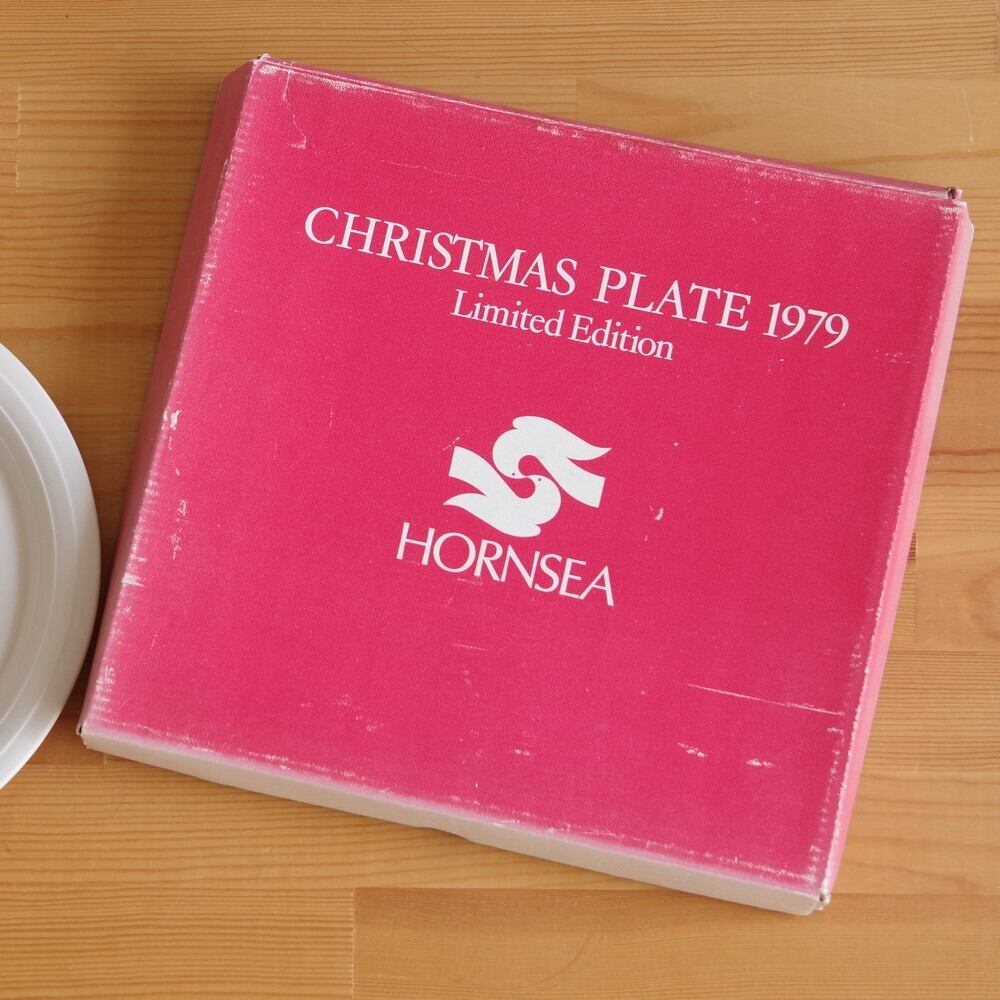 CHRISTMAS PLATE 1979
Limited Edition
HORNSEA